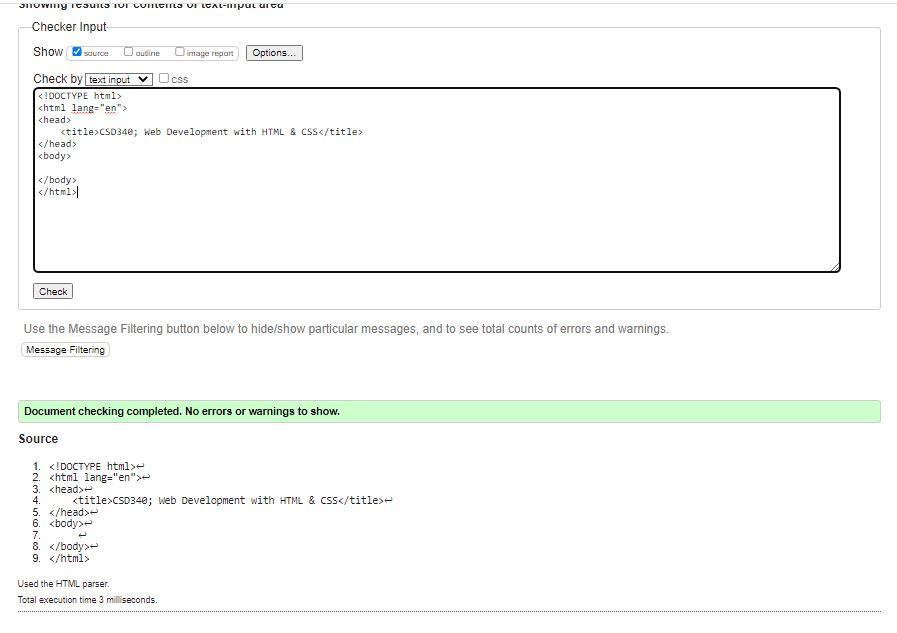 Showing results for contents of text-input area
Checker Input
Show source outline image report Options...
Check by text input css
<!DOCTYPE html>
<html lang="en">
<head>
    <title>CSD340; Web Development with HTML & CSS</title>
</head>
<body>

</body>
</html>
Check
Use the Message Filtering button below to hide/show particular messages, and to see total counts of errors and warnings.
Message Filtering
Document checking completed. No errors or warnings to show.
Source
1. <!DOCTYPE html>↩
2. <html lang="en">↩
3. <head>↩
4.     <title>CSD340; Web Development with HTML & CSS</title>↩
5. </head>↩
6. <body>↩
7.     ↩
8. </body>↩
9. </html>
Used the HTML parser.
Total execution time 3 milliseconds.